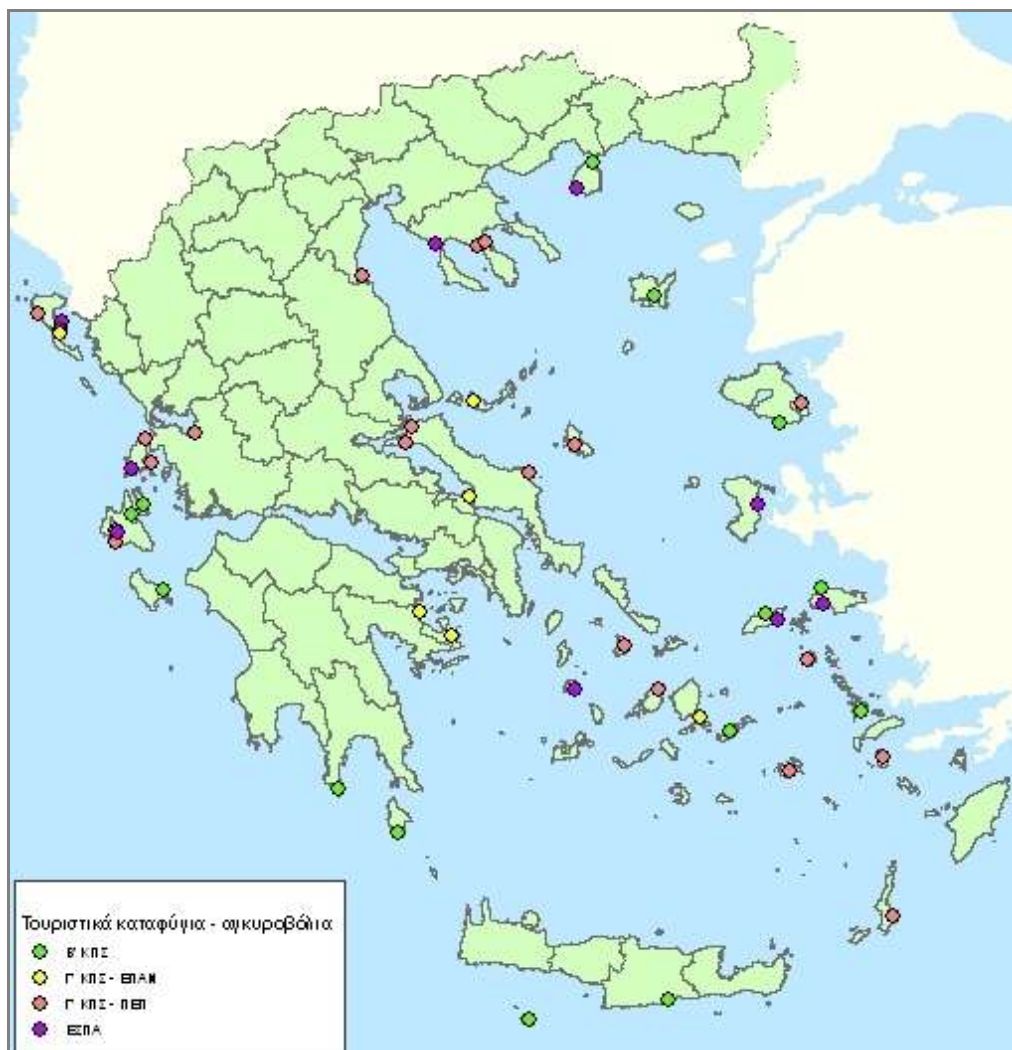 Τουριστικά καταφύγια - αγκυροβόλια
Β' ΚΠΣ
Γ' ΚΠΣ - ΕΠΑΝ
Γ' ΚΠΣ - ΠΕΠ
ΕΣΠΑ